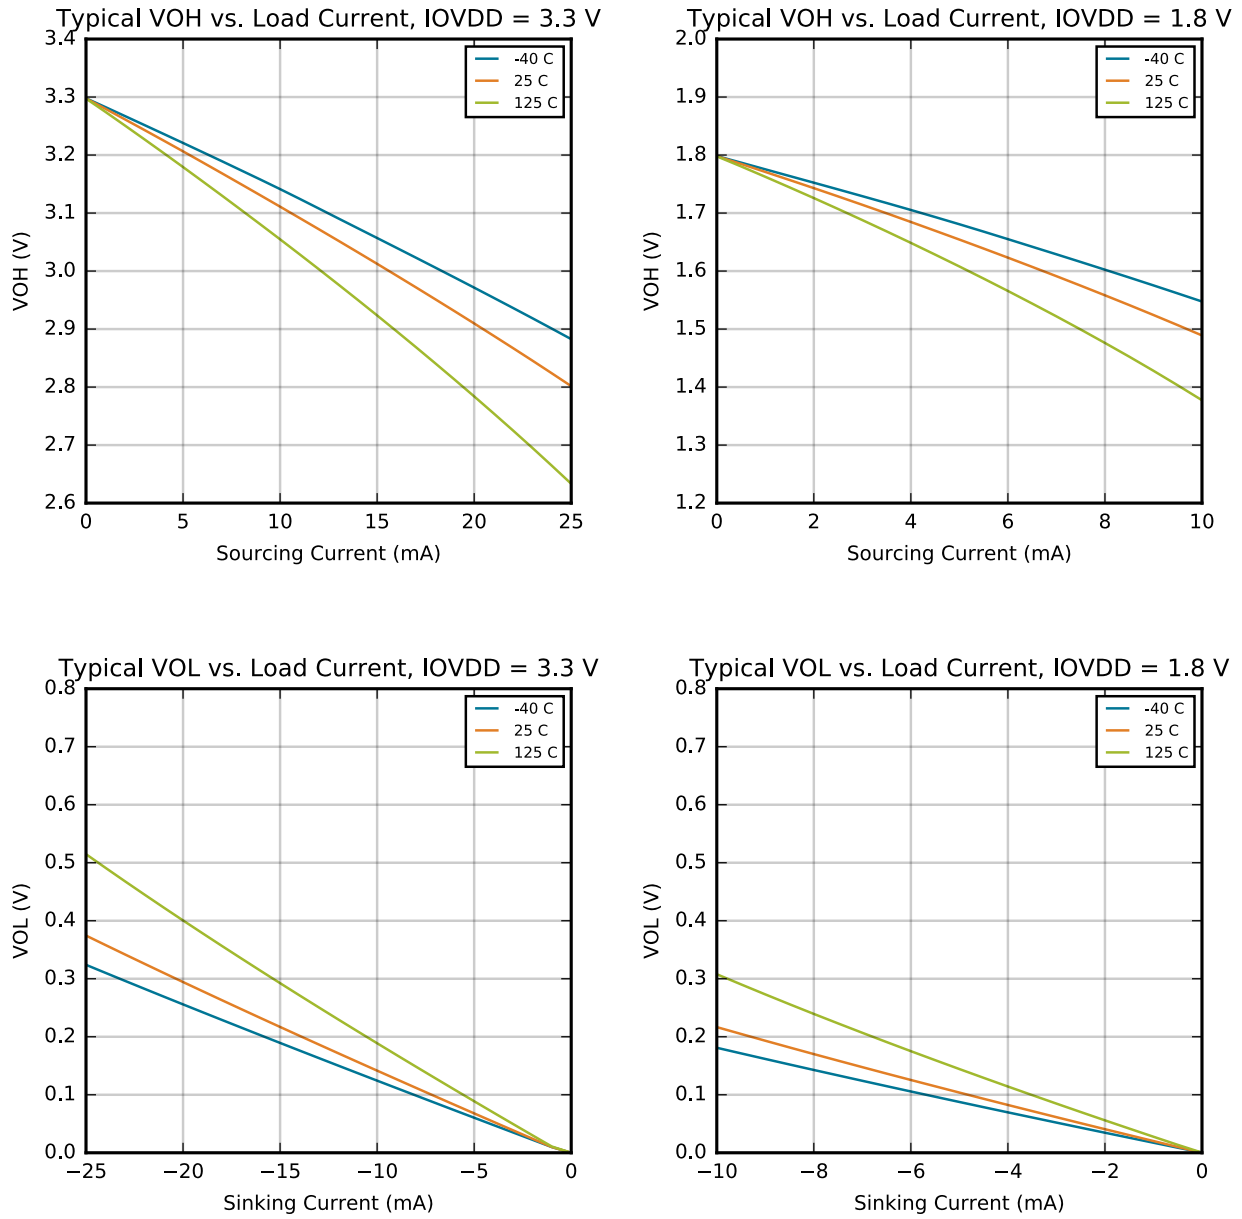 Typical VOH vs. Load Current, IOVDD = 3.3 V
3.4
3.3
3.2
3.1
3.0
2.9
2.8
2.7
2.6
VOH (V)
-40 C
25 C
125 C
0 5 10 15 20 25
Sourcing Current (mA)
Typical VOH vs. Load Current, IOVDD = 1.8 V
2.0
1.9
1.8
1.7
1.6
1.5
1.4
1.3
1.2
VOH (V)
-40 C
25 C
125 C
0 2 4 6 8 10
Sourcing Current (mA)
Typical VOL vs. Load Current, IOVDD = 3.3 V
0.8
0.7
0.6
0.5
0.4
0.3
0.2
0.1
0.0
VOL (V)
-40 C
25 C
125 C
−25 −20 −15 −10 −5 0
Sinking Current (mA)
Typical VOL vs. Load Current, IOVDD = 1.8 V
0.8
0.7
0.6
0.5
0.4
0.3
0.2
0.1
0.0
VOL (V)
-40 C
25 C
125 C
−10 −8 −6 −4 −2 0
Sinking Current (mA)